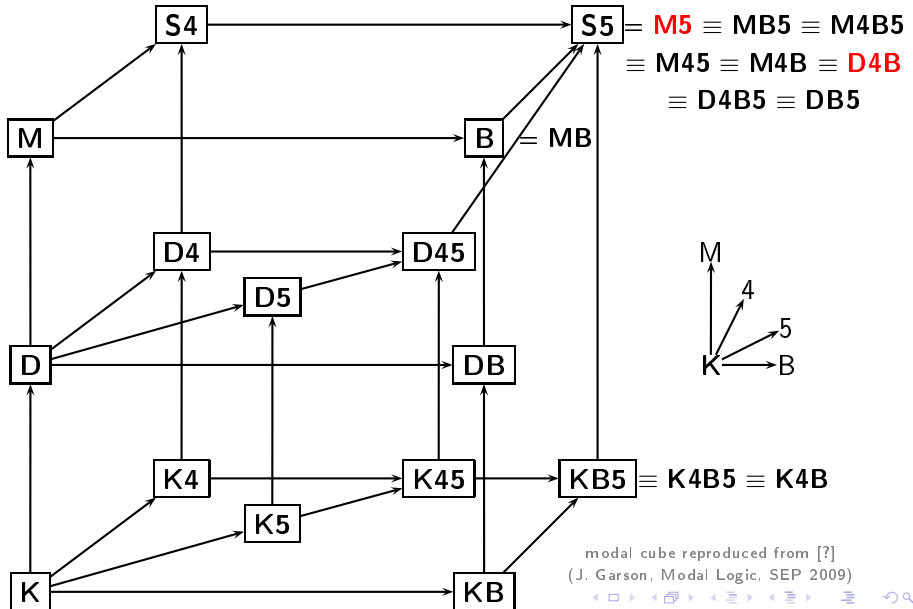 S4
S5 = M5 ≡ MB5 ≡ M4B5
≡ M45 ≡ M4B ≡ D4B
≡ D4B5 ≡ DB5
M
B = MB
D4
D45
D5
M
4
5
K
B
D
DB
K4
K45
KB5 ≡ K4B5 ≡ K4B
K5
modal cube reproduced from [?]
(J. Garson, Modal Logic, SEP 2009)
K
KB